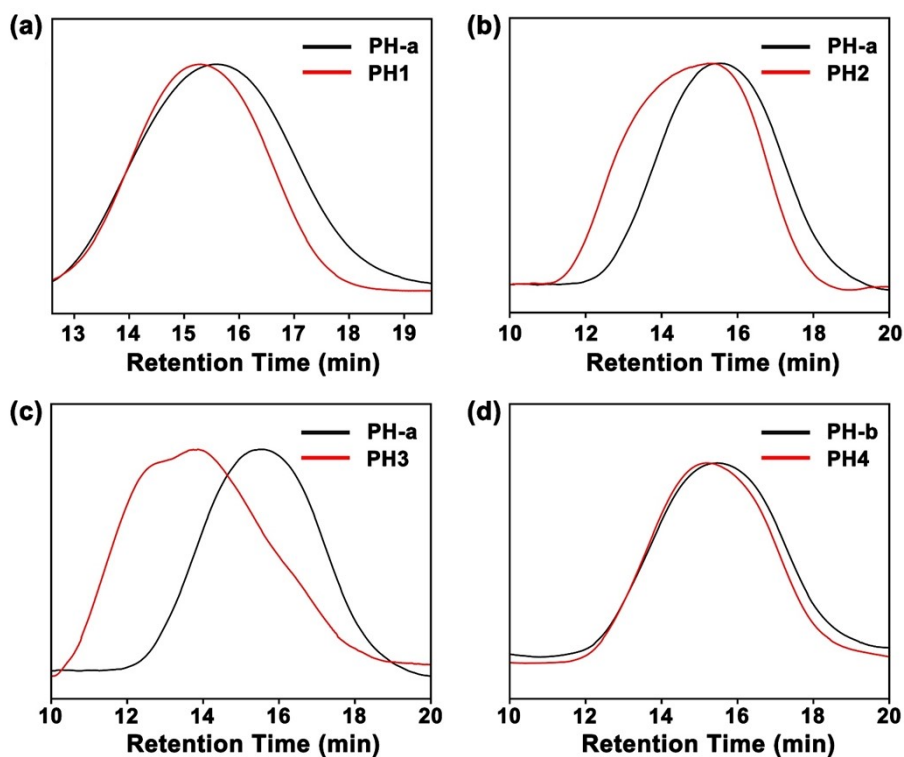 (a)
PH-a
PH1
13 14 15 16 17 18 19
Retention Time (min)
(b)
PH-a
PH2
10 12 14 16 18 20
Retention Time (min)
(c)
PH-a
PH3
10 12 14 16 18 20
Retention Time (min)
(d)
PH-b
PH4
10 12 14 16 18 20
Retention Time (min)